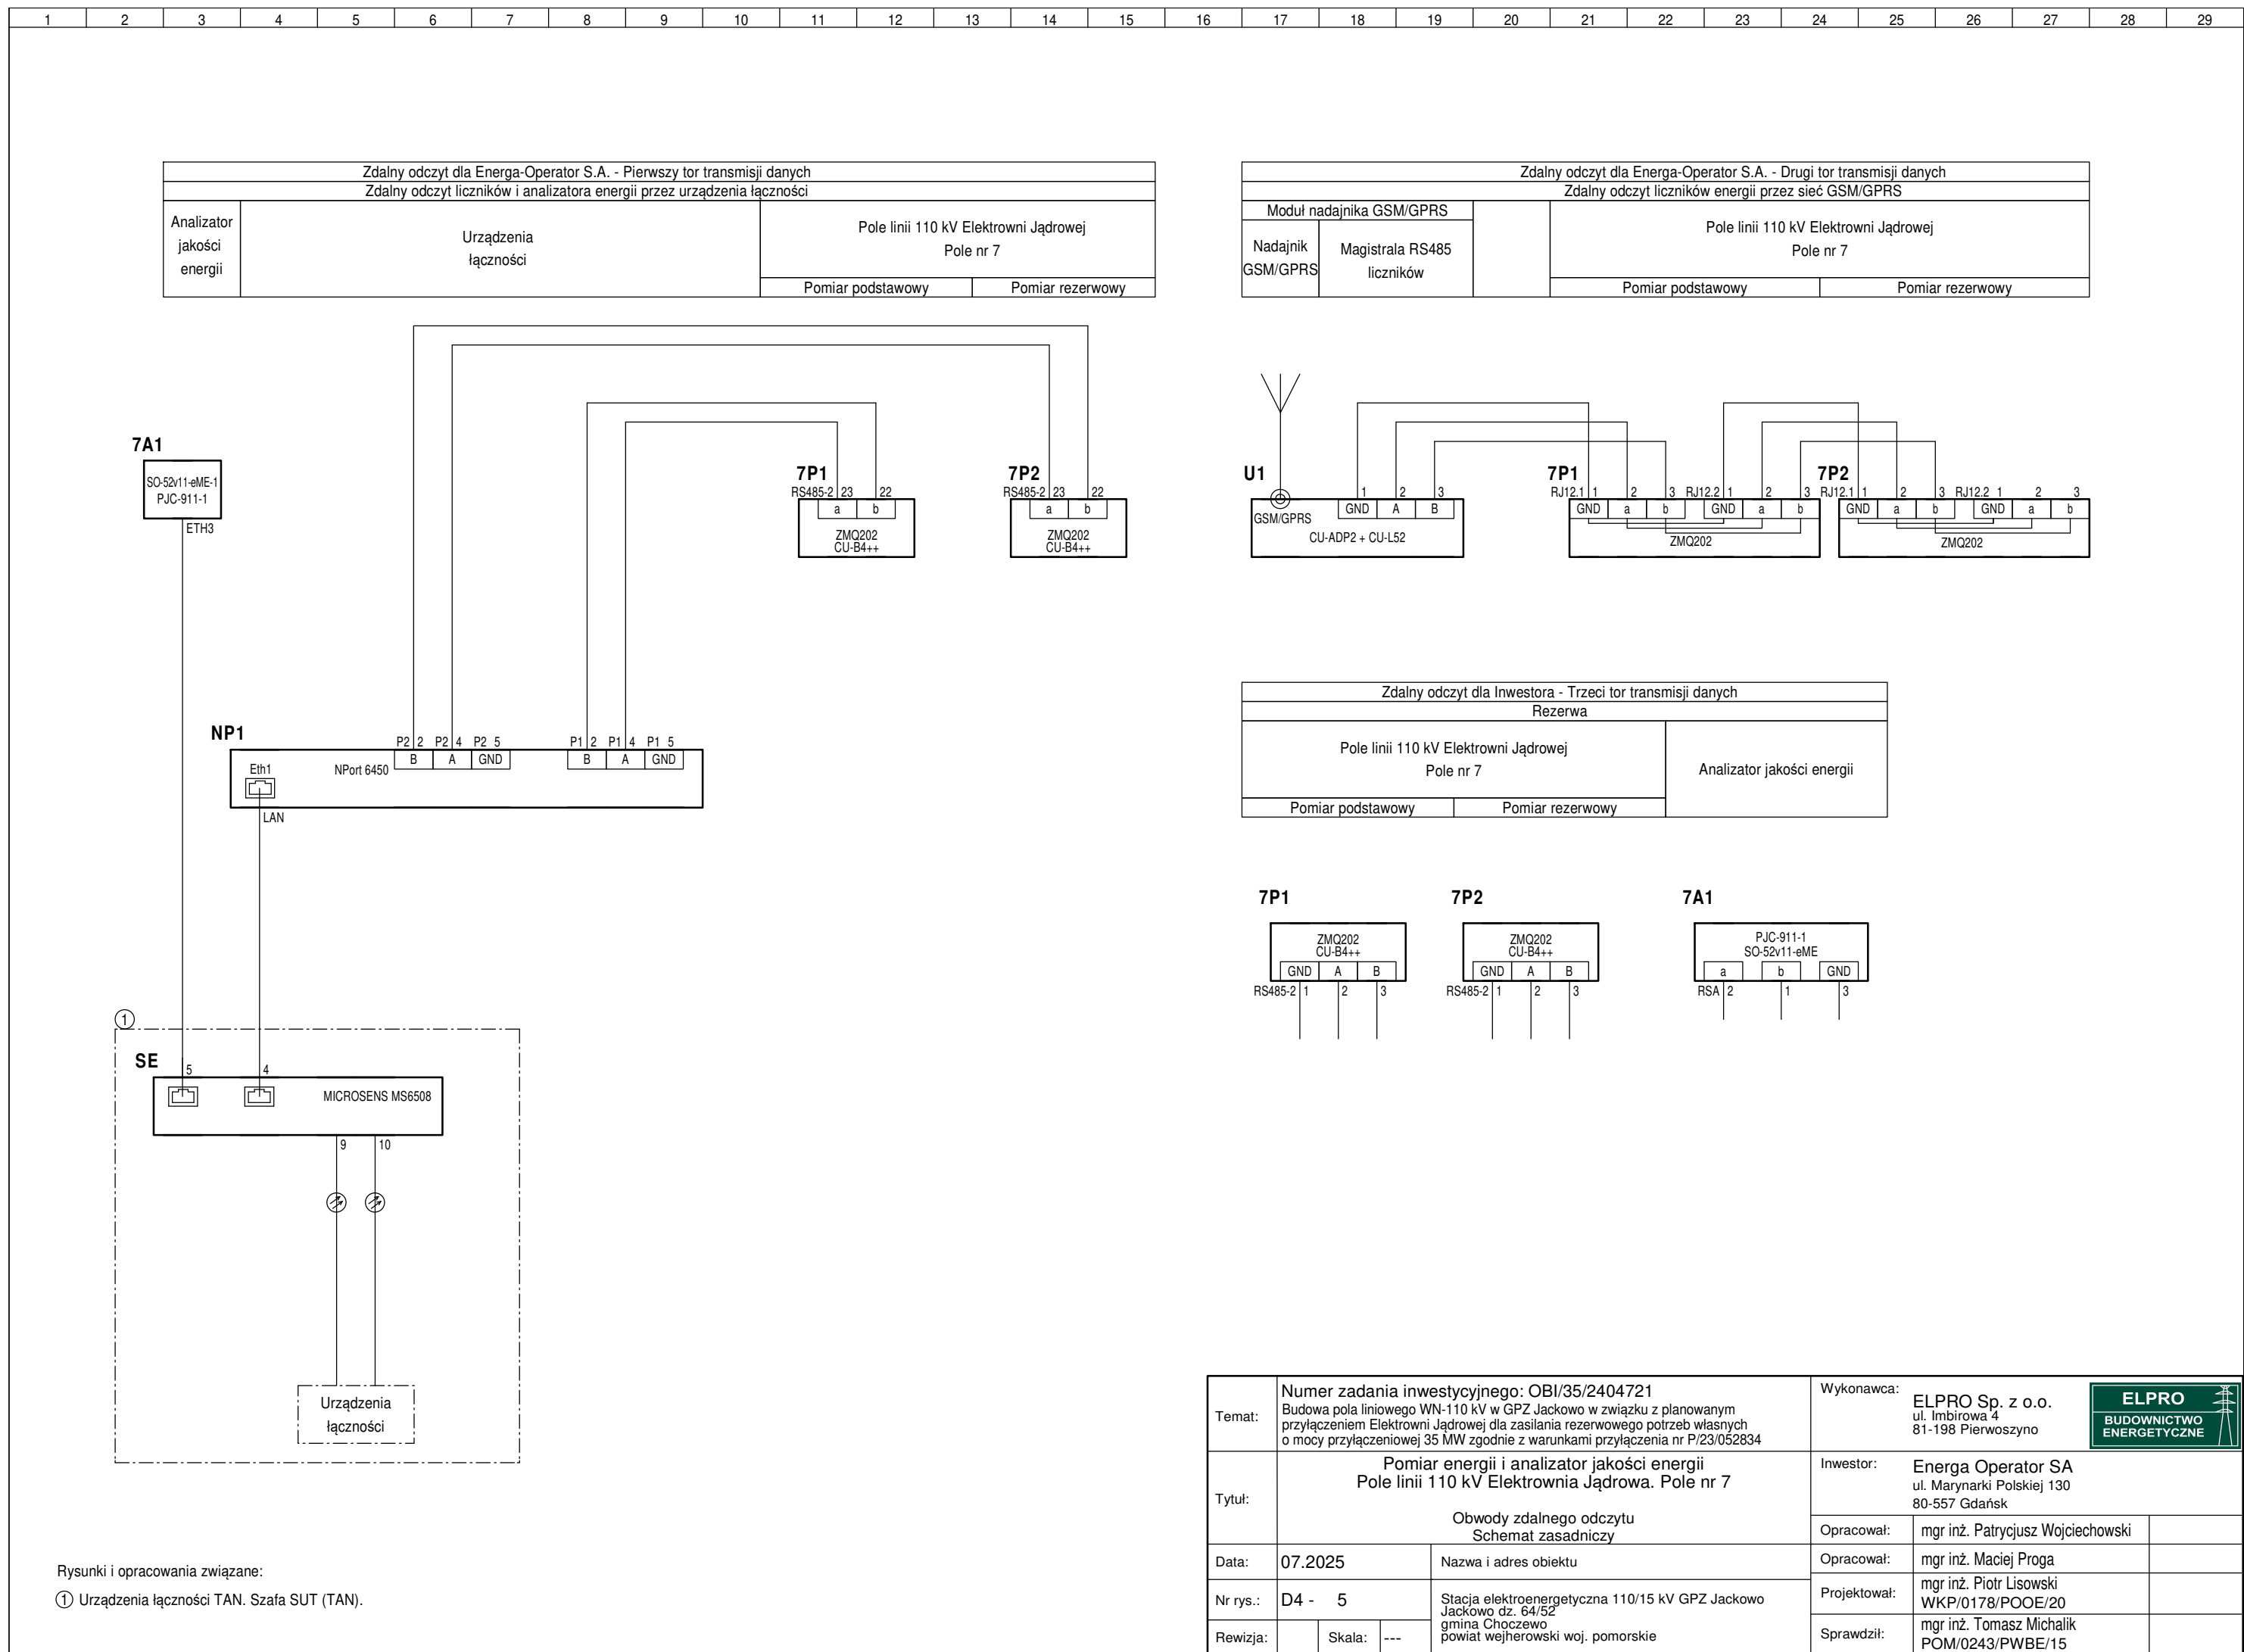 1 2 3 4 5 6 7 8 9 10 11 12 13 14 15 16 17 18 19 20 21 22 23 24 25 26 27 28 29
Zdalny odczyt dla Energa-Operator S.A. - Pierwszy tor transmisji danych
Zdalny odczyt liczników i analizatora energii przez urządzenia łączności
Analizator
jakości
energii
Urządzenia
łączności
Pole linii 110 kV Elektrowni Jądrowej
Pole nr 7
Pomiar podstawowy
Pomiar rezerwowy
Zdalny odczyt dla Energa-Operator S.A. - Drugi tor transmisji danych
Zdalny odczyt liczników energii przez sieć GSM/GPRS
Moduł nadajnika GSM/GPRS
Nadajnik
GSM/GPRS
Magistrala RS485
liczników
Pole linii 110 kV Elektrowni Jądrowej
Pole nr 7
Pomiar podstawowy
Pomiar rezerwowy
7A1
SO-52v11-eME-1
PJC-911-1
ETH3
7P1
RS485-2 23 22
a b
ZMQ202
CU-B4++
7P2
RS485-2 23 22
a b
ZMQ202
CU-B4++
U1
1 2 3
GSM/GPRS
GND A B
CU-ADP2 + CU-L52
7P1
RJ12.1 1 2 3 RJ12.2 1 2 3
GND a b GND a b
ZMQ202
7P2
RJ12.1 1 2 3 RJ12.2 1 2 3
GND a b GND a b
ZMQ202
NP1
P2 2 P2 4 P2 5 P1 2 P1 4 P1 5
B A GND B A GND
Eth1
NPort 6450
LAN
Zdalny odczyt dla Inwestora - Trzeci tor transmisji danych
Rezerwa
Pole linii 110 kV Elektrowni Jądrowej
Pole nr 7
Analizator jakości energii
Pomiar podstawowy
Pomiar rezerwowy
7P1
ZMQ202
CU-B4++
GND A B
RS485-2 1 2 3
7P2
ZMQ202
CU-B4++
GND A B
RS485-2 1 2 3
7A1
PJC-911-1
SO-52v11-eME
a b GND
RSA 2 1 3
1
SE
5 4
MICROSENS MS6508
9 10
Urządzenia
łączności
Rysunki i opracowania związane:
1 Urządzenia łączności TAN. Szafa SUT (TAN).
Temat:
Numer zadania inwestycyjnego: OBI/35/2404721
Budowa pola liniowego WN-110 kV w GPZ Jackowo w związku z planowanym
przyłączeniem Elektrowni Jądrowej dla zasilania rezerwowego potrzeb własnych
o mocy przyłączeniowej 35 MW zgodnie z warunkami przyłączenia nr P/23/052834
Wykonawca:
ELPRO Sp. z o.o.
ul. Imbirowa 4
81-198 Pierwoszyno
ELPRO
BUDOWNICTWO
ENERGETYCZNE
Tytuł:
Pomiar energii i analizator jakości energii
Pole linii 110 kV Elektrownia Jądrowa. Pole nr 7
Obwody zdalnego odczytu
Schemat zasadniczy
Inwestor:
Energa Operator SA
ul. Marynarki Polskiej 130
80-557 Gdańsk
Opracował: mgr inż. Patrycjusz Wojciechowski
Data: 07.2025
Nazwa i adres obiektu
Opracował: mgr inż. Maciej Proga
Nr rys.: D4 - 5
Stacja elektroenergetyczna 110/15 kV GPZ Jackowo
Jackowo dz. 64/52
gmina Choczewo
powiat wejherowski woj. pomorskie
Projektował:
mgr inż. Piotr Lisowski
WKP/0178/POOE/20
Rewizja:
Skala: ---
Sprawdził:
mgr inż. Tomasz Michalik
POM/0243/PWBE/15